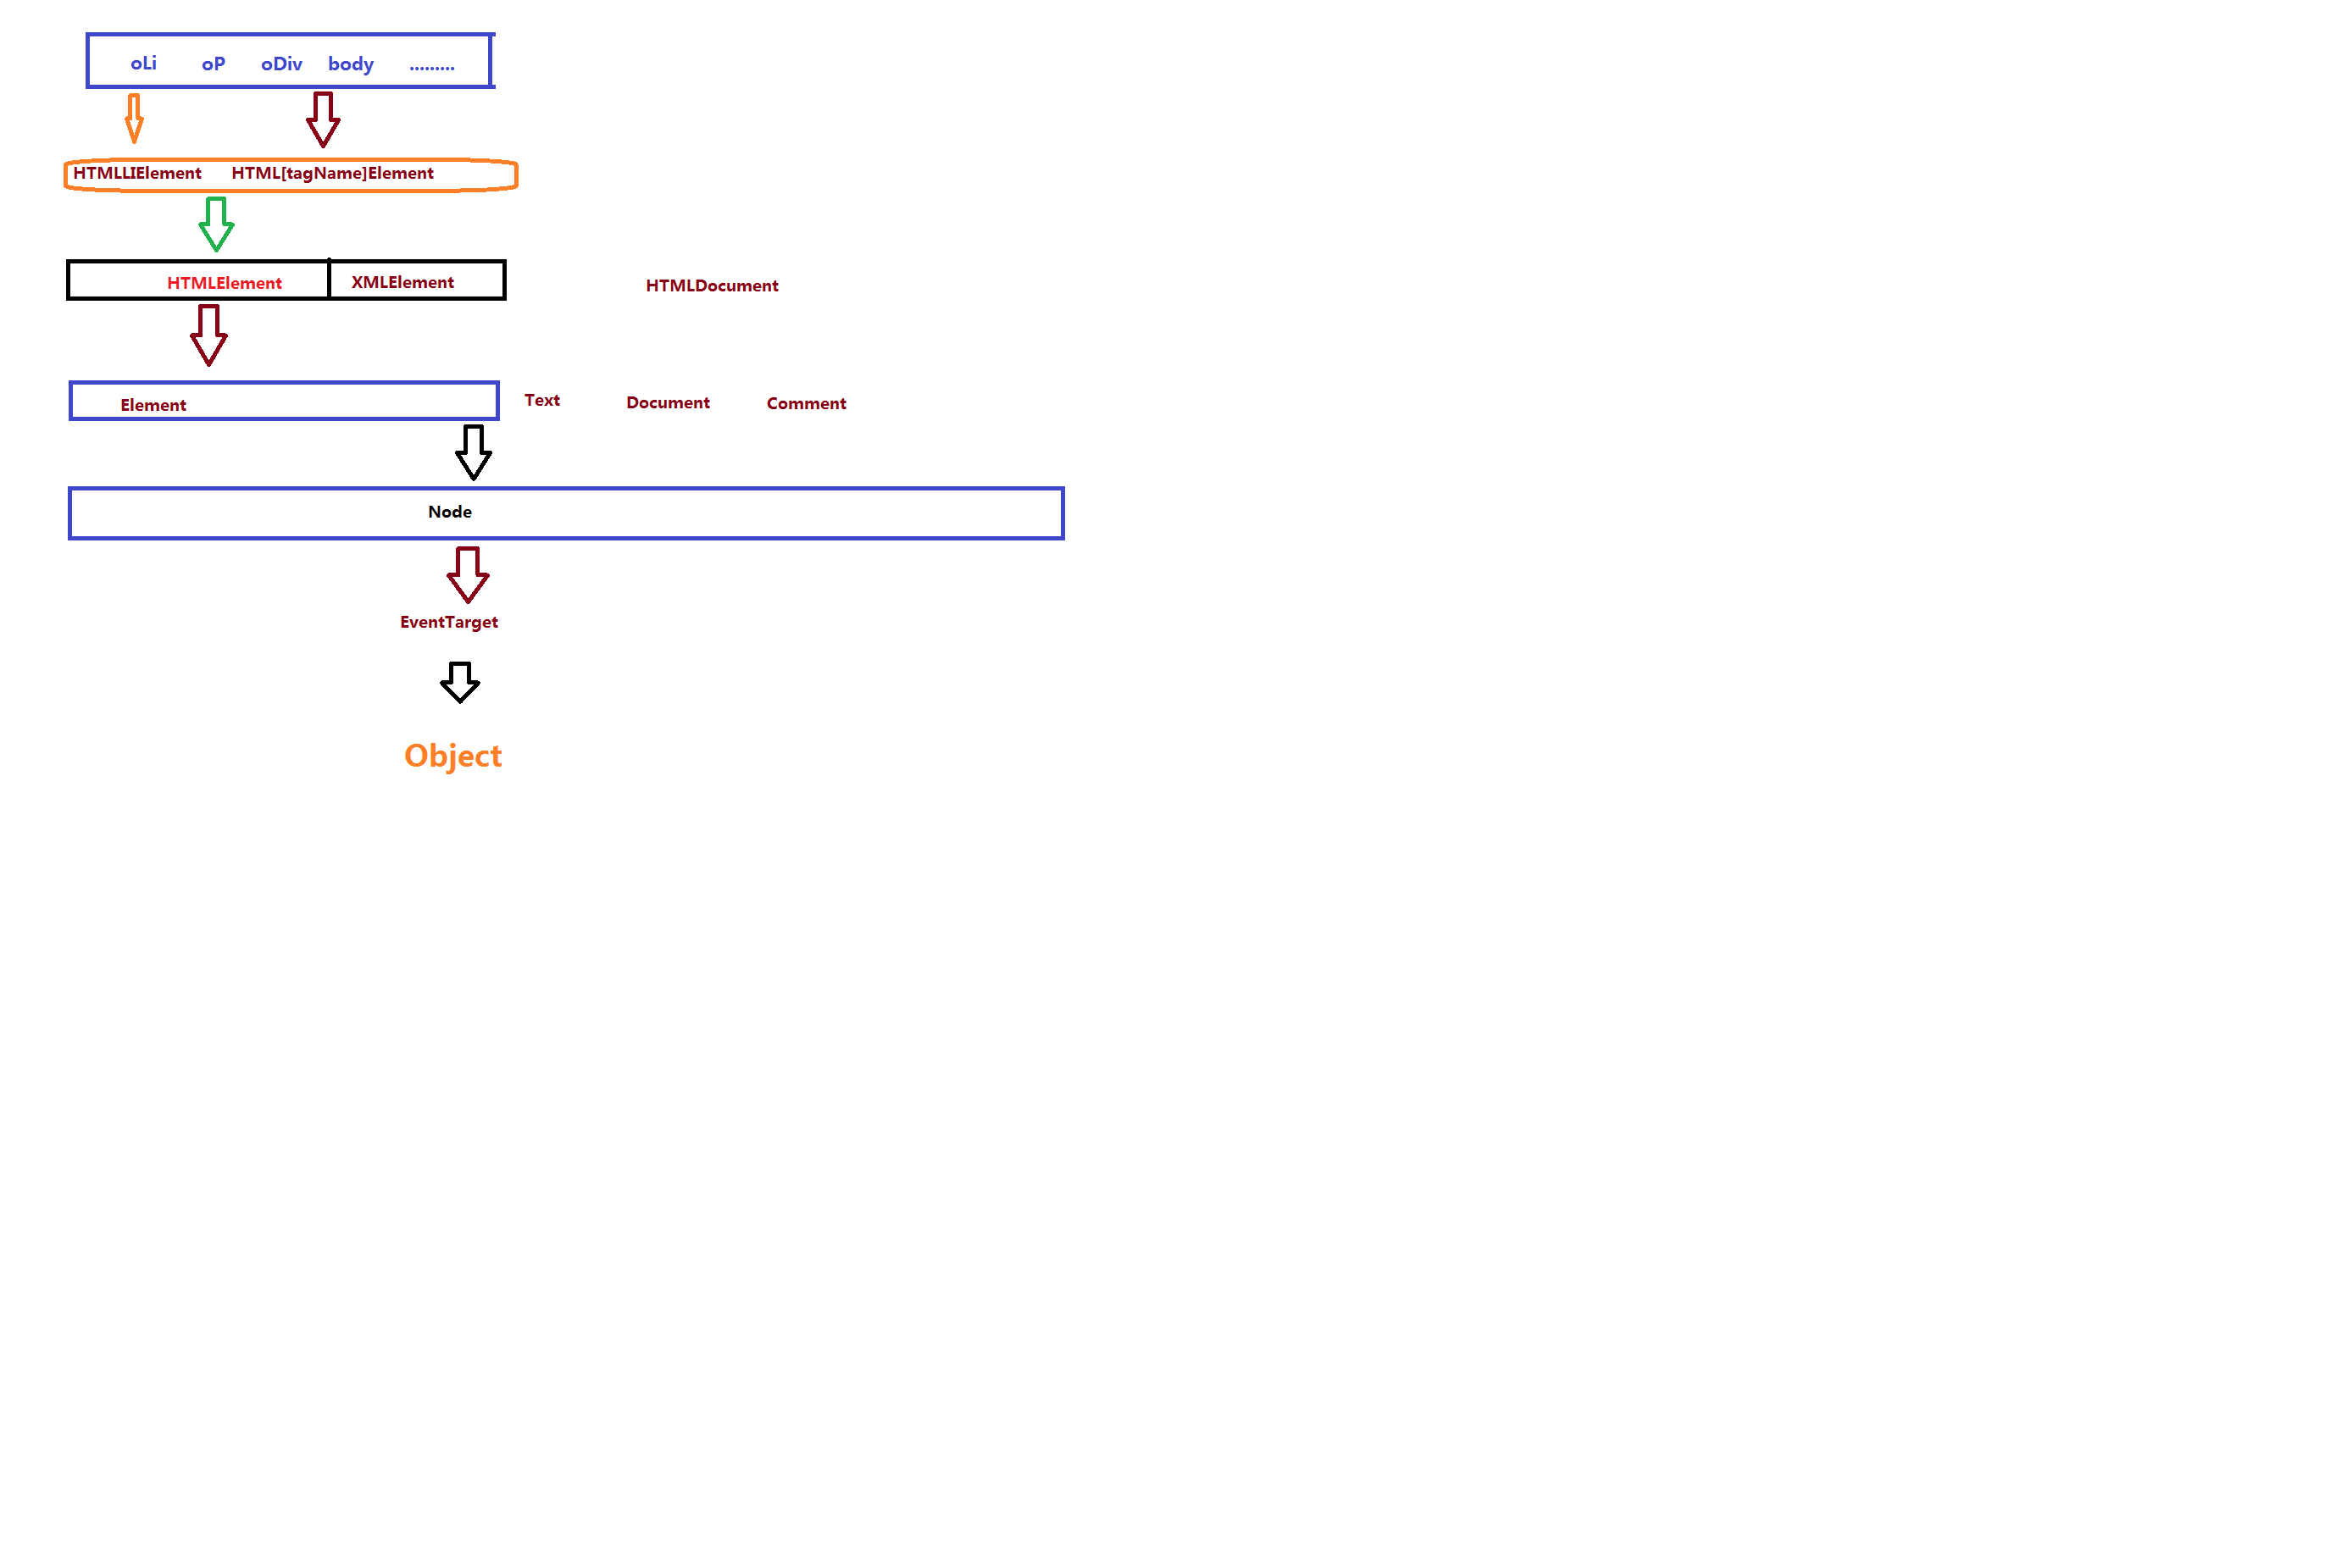 oLi oP oDiv body .........
HTMLLIElement HTML[tagName]Element
HTMLElement XMLElement HTMLDocument
Element Text Document Comment
Node
EventTarget
Object